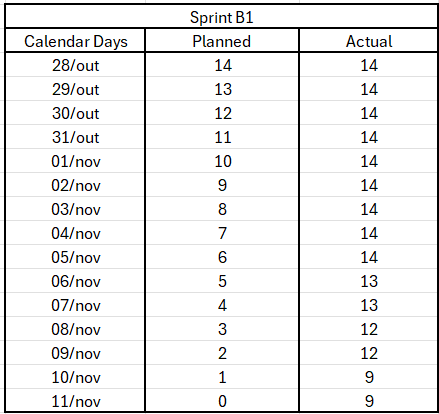 Sprint B1
Calendar Days Planned Actual
28/out 14 14
29/out 13 14
30/out 12 14
31/out 11 14
01/nov 10 14
02/nov 9 14
03/nov 8 14
04/nov 7 14
05/nov 6 14
06/nov 5 13
07/nov 4 13
08/nov 3 12
09/nov 2 12
10/nov 1 9
11/nov 0 9